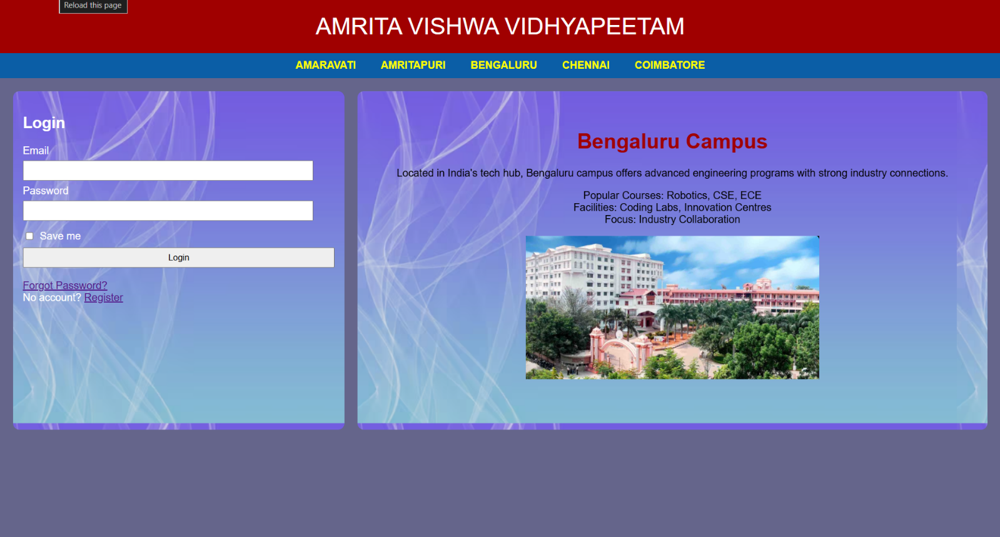 Reload this page
AMRITA VISHWA VIDHYAPEETAM
AMARAVATI AMRITAPURI BENGALURU CHENNAI COIMBATORE
Login
Email
Password
Save me
Login
Forgot Password?
No account? Register
Bengaluru Campus
Located in India's tech hub, Bengaluru campus offers advanced engineering programs with strong industry connections.
Popular Courses: Robotics, CSE, ECE
Facilities: Coding Labs, Innovation Centres
Focus: Industry Collaboration